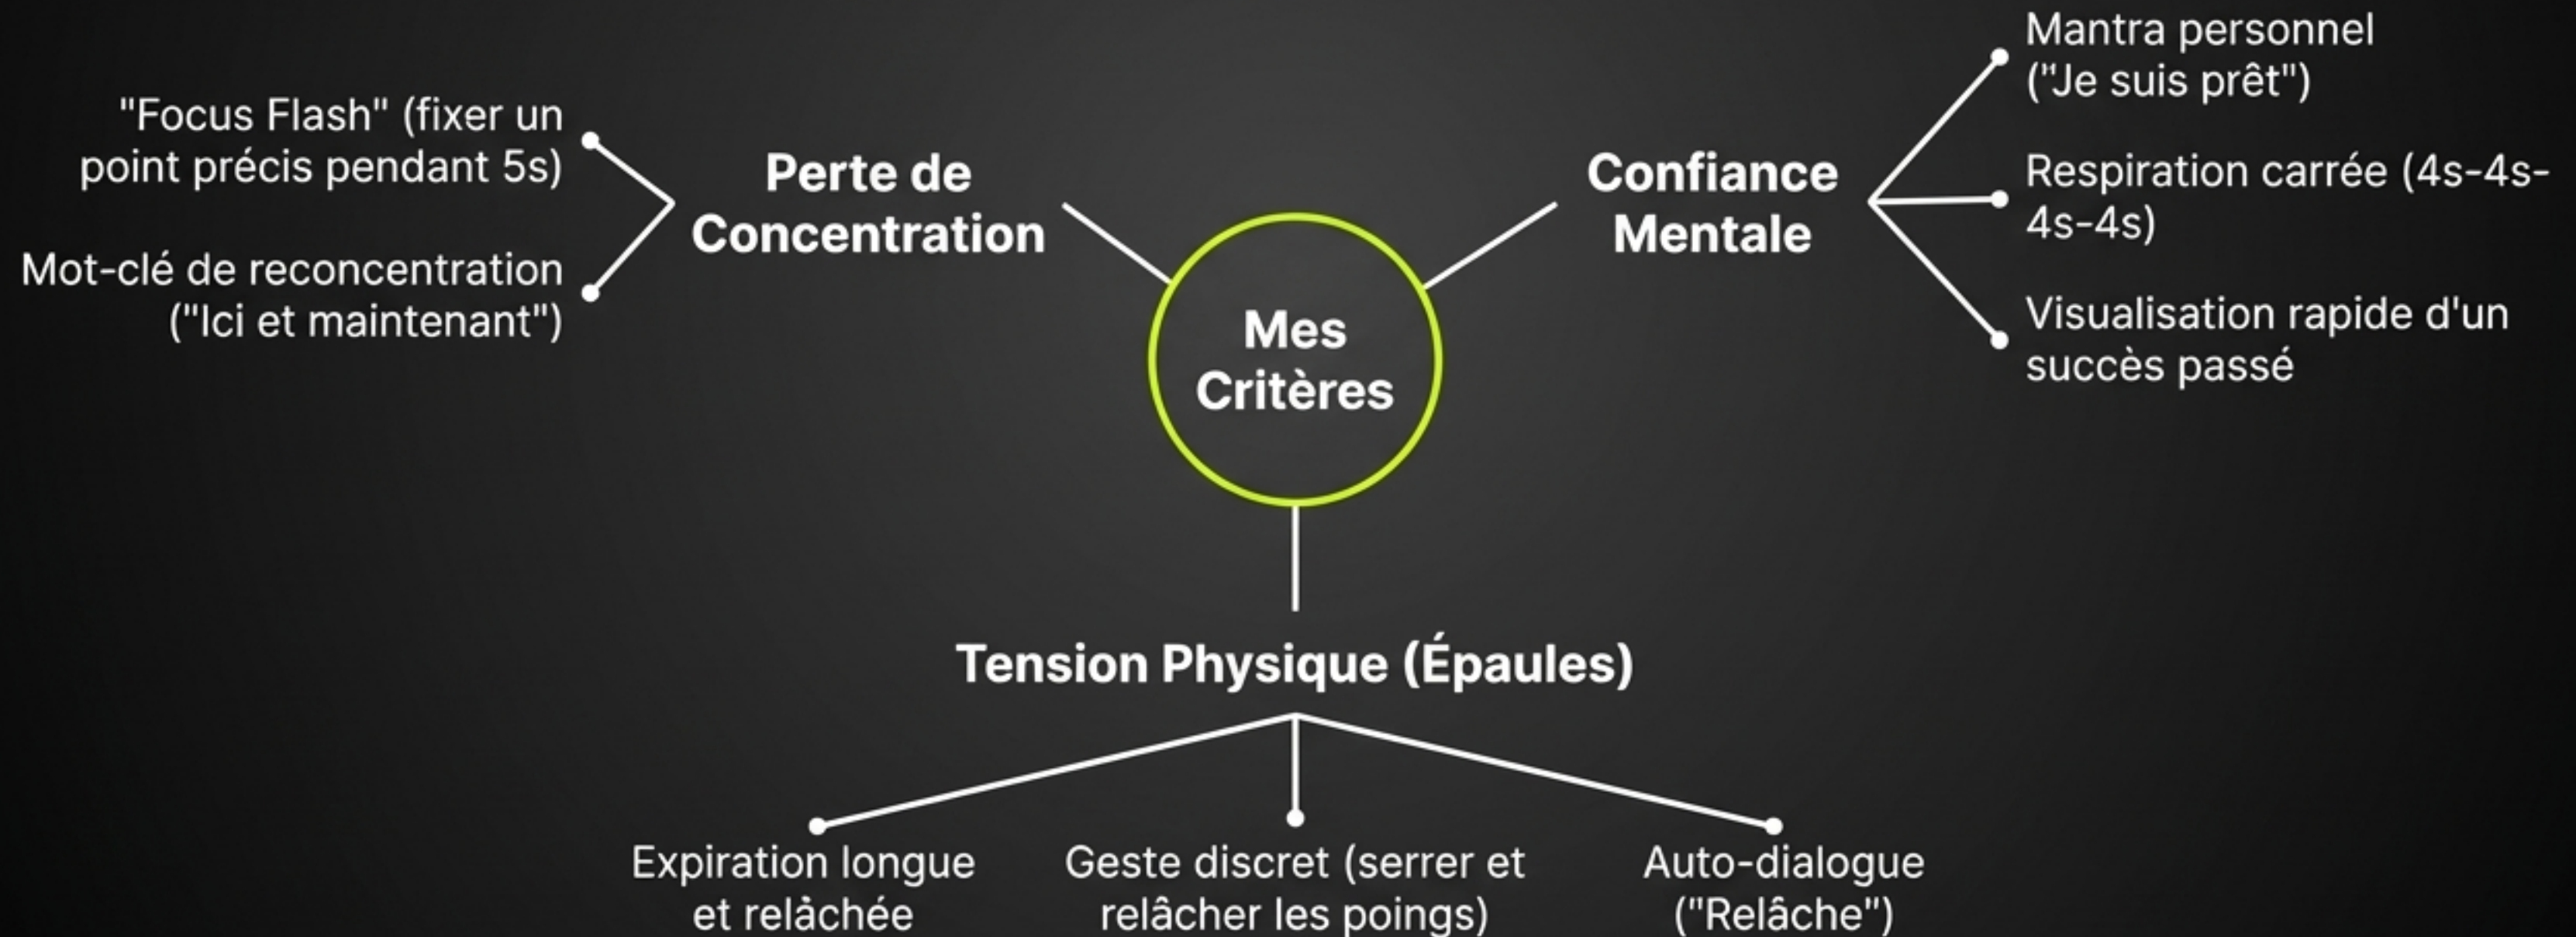 "Focus Flash" (fixer un
point précis pendant 5s)
Mot-clé de reconcentration
("Ici et maintenant")
Perte de
Concentration
Mes
Critères
Confiance
Mentale
Mantra personnel
("Je suis prêt")
Respiration carrée (4s-4s-
4s-4s)
Visualisation rapide d'un
succès passé
Tension Physique (Épaules)
Expiration longue
et relâchée
Geste discret (serrer et
relâcher les poings)
Auto-dialogue
("Relâche")